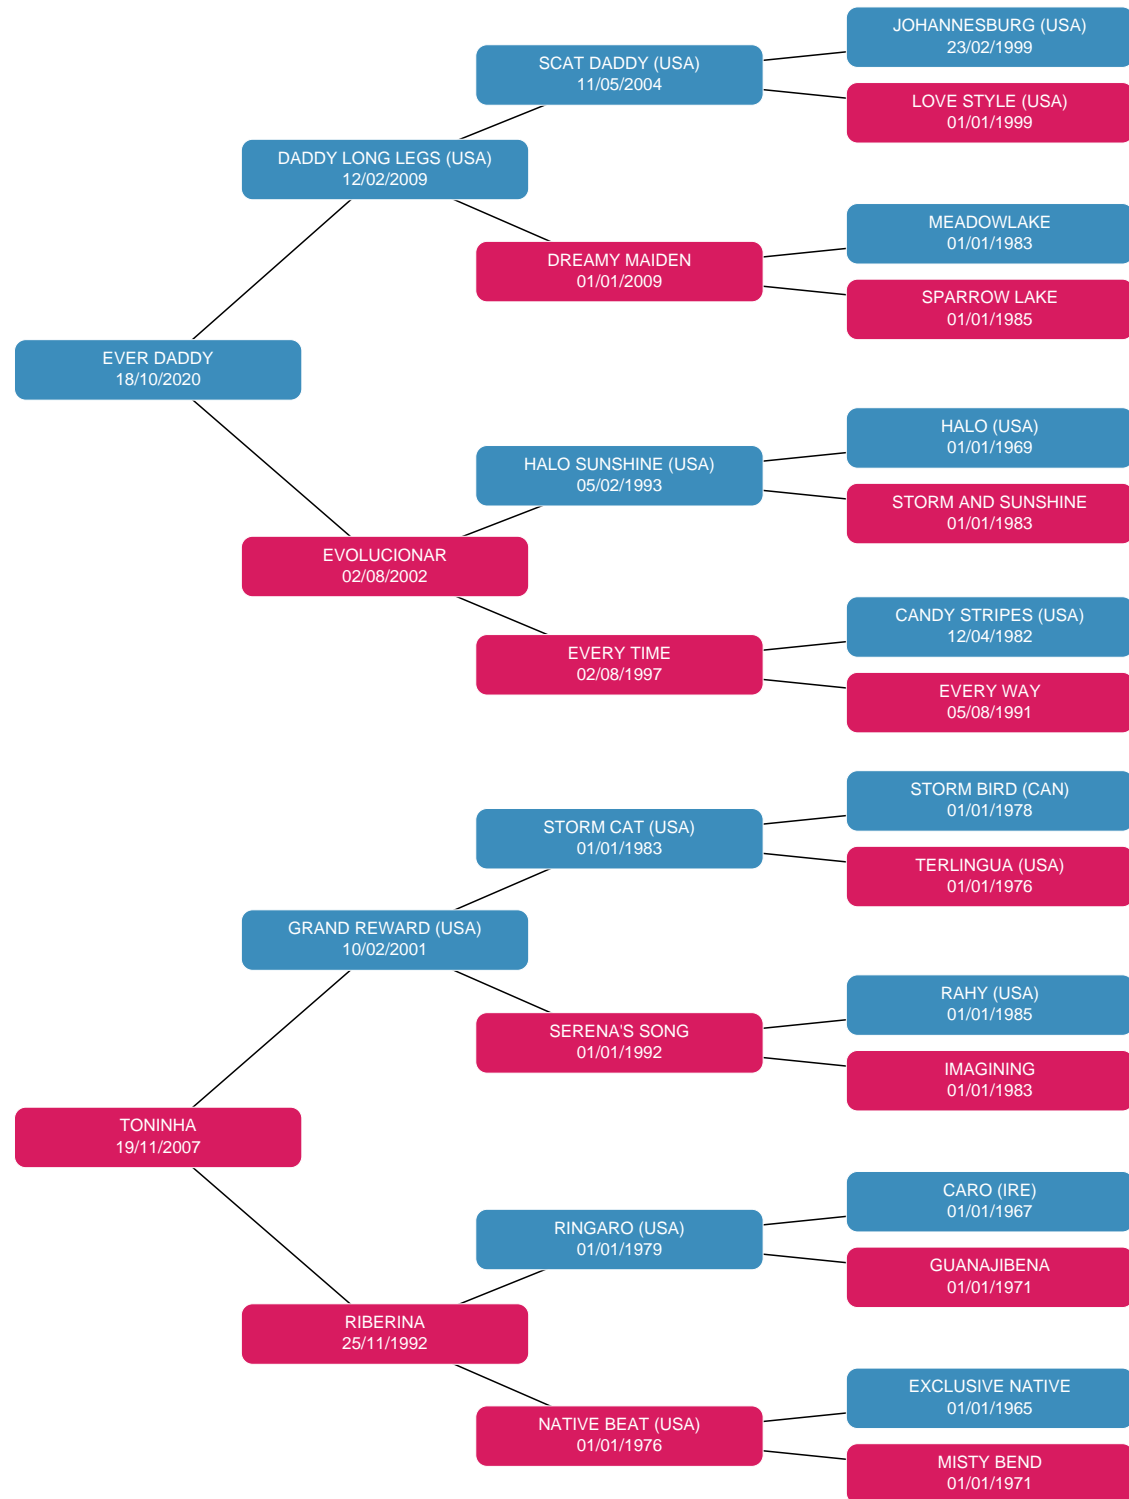 JOHANNESBURG (USA)
23/02/1999
SCAT DADDY (USA)
11/05/2004
LOVE STYLE (USA)
01/01/1999
DADDY LONG LEGS (USA)
12/02/2009
MEADOWLAKE
01/01/1983
DREAMY MAIDEN
01/01/2009
SPARROW LAKE
01/01/1985
EVER DADDY
18/10/2020
HALO (USA)
01/01/1969
HALO SUNSHINE (USA)
05/02/1993
STORM AND SUNSHINE
01/01/1983
EVOLUCIONAR
02/08/2002
CANDY STRIPES (USA)
12/04/1982
EVERY TIME
02/08/1997
EVERY WAY
05/08/1991
STORM BIRD (CAN)
01/01/1978
STORM CAT (USA)
01/01/1983
TERLINGUA (USA)
01/01/1976
GRAND REWARD (USA)
10/02/2001
RAHY (USA)
01/01/1985
SERENA'S SONG
01/01/1992
IMAGINING
01/01/1983
TONINHA
19/11/2007
CARO (IRE)
01/01/1967
RINGARO (USA)
01/01/1979
GUANAJIBENA
01/01/1971
RIBERINA
25/11/1992
EXCLUSIVE NATIVE
01/01/1965
NATIVE BEAT (USA)
01/01/1976
MISTY BEND
01/01/1971